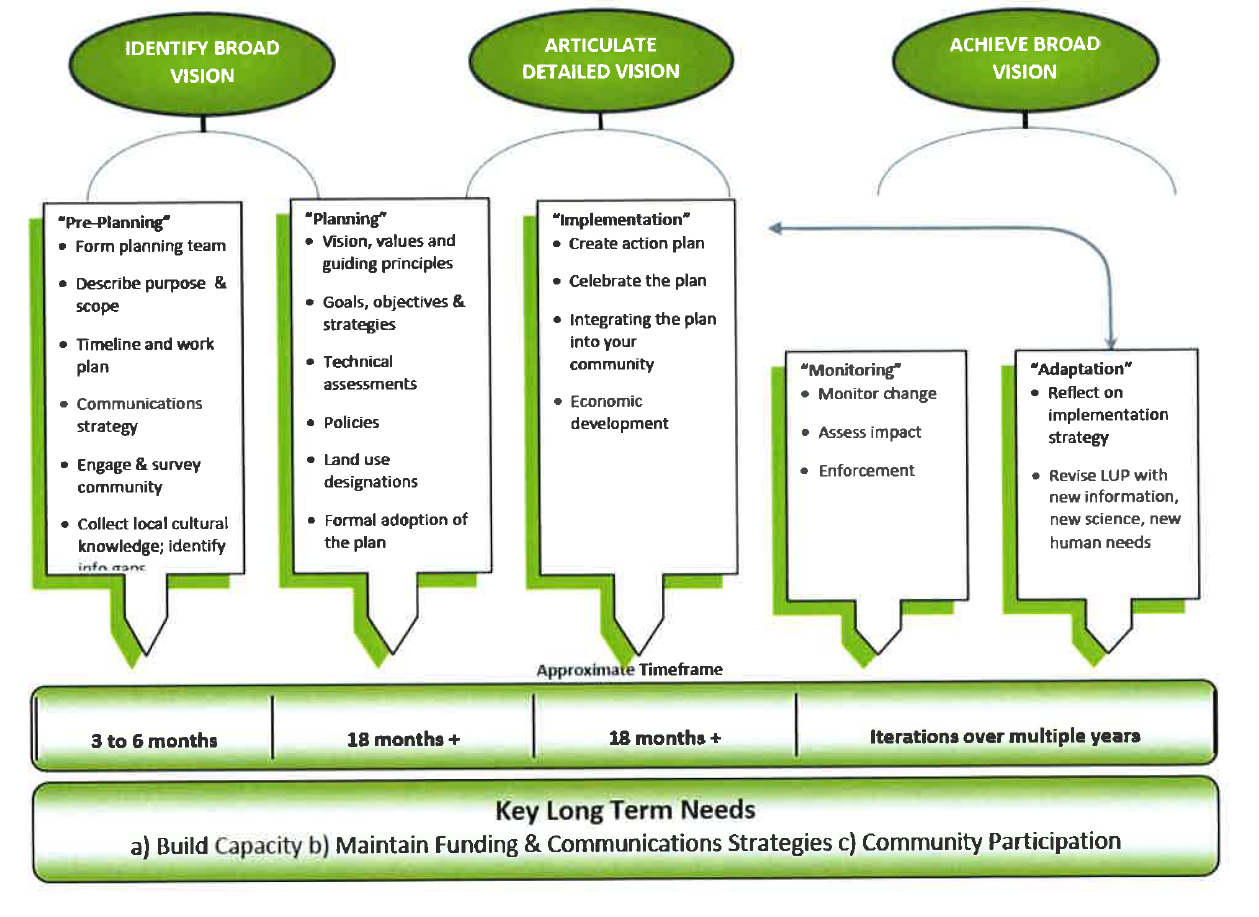 IDENTIFY BROAD
VISION
ARTICULATE
DETAILED VISION
ACHIEVE BROAD
VISION
"Pre-Planning"
• Form planning team
• Describe purpose &
scope
• Timeline and work
plan
• Communications
strategy
• Engage & survey
community
• Collect local cultural
knowledge; identify
info gaps
"Planning"
• Vision, values and
guiding principles
• Goals, objectives &
strategies
• Technical
assessments
• Policies
• Land use
designations
• Formal adoption of
the plan
"Implementation"
• Create action plan
• Celebrate the plan
• Integrating the plan
into your
community
• Economic
development
"Monitoring"
• Monitor change
• Assess impact
• Enforcement
"Adaptation"
• Reflect on
implementation
strategy
• Revise LUP with
new information,
new science, new
human needs
Approximate Timeframe
3 to 6 months
18 months +
18 months +
Iterations over multiple years
Key Long Term Needs
a) Build Capacity b) Maintain Funding & Communications Strategies c) Community Participation